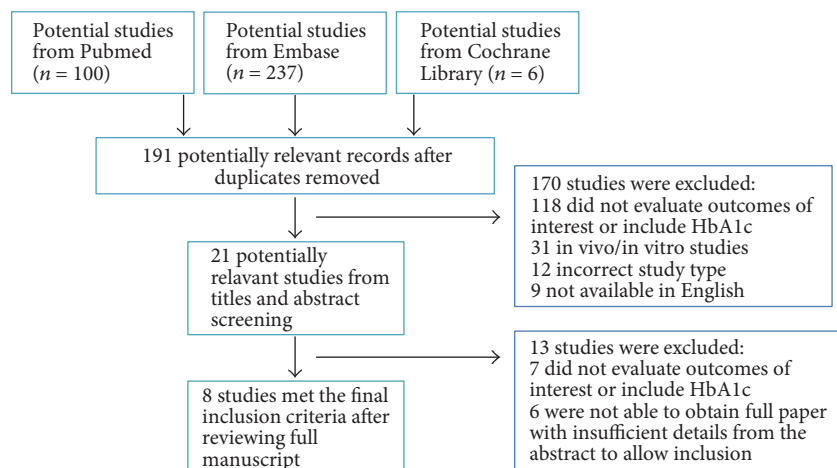 Potential studies
from Pubmed
(n = 100)
Potential studies
from Embase
(n = 237)
Potential studies
from Cochrane
Library (n = 6)
191 potentially relevant records after
duplicates removed
170 studies were excluded:
118 did not evaluate outcomes of
interest or include HbA1c
31 in vivo/in vitro studies
12 incorrect study type
9 not available in English
21 potentially
relavant studies from
titles and abstract
screening
13 studies were excluded:
7 did not evaluate outcomes of
interest or include HbA1c
6 were not able to obtain full paper
with insufficient details from the
abstract to allow inclusion
8 studies met the final
inclusion criteria after
reviewing full
manuscript